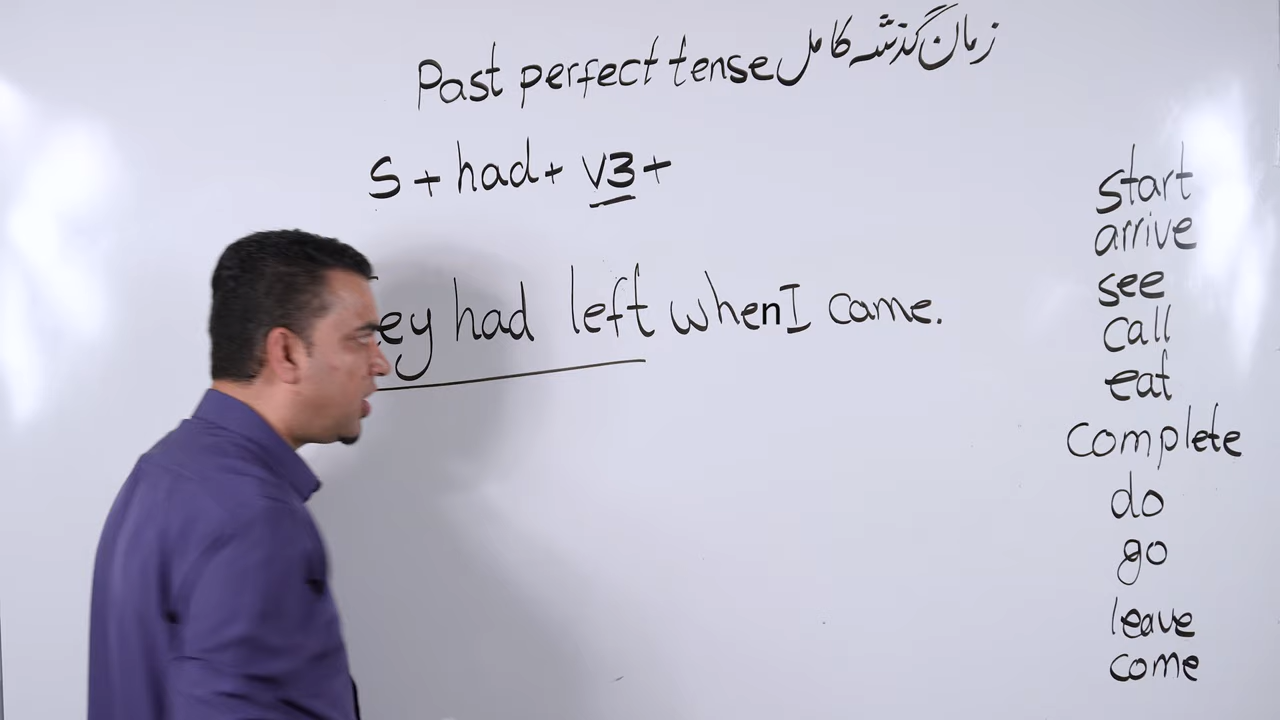 Past perfect tense زمان گذشته کامل
S + had + V3 +
ey had left when I came.
start
arrive
see
call
eat
complete
do
go
leave
come